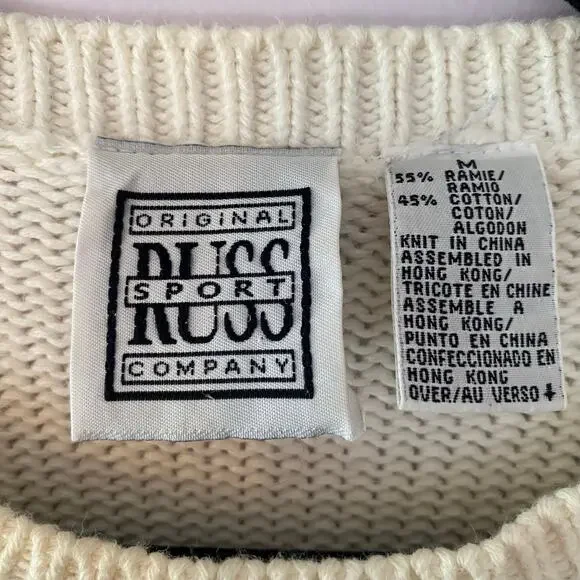 ORIGINAL
RUSS
SPORT
COMPANY
M
55% RAMIE/
RAMIO
45% COTTON/
COTON/
ALGODON
KNIT IN CHINA
ASSEMBLED IN
HONG KONG/
TRICOTE EN CHINE
ASSEMBLE A
HONG KONG/
PUNTO EN CHINA
CONFECCIONADO EN
HONG KONG
OVER/AU VERSO↓